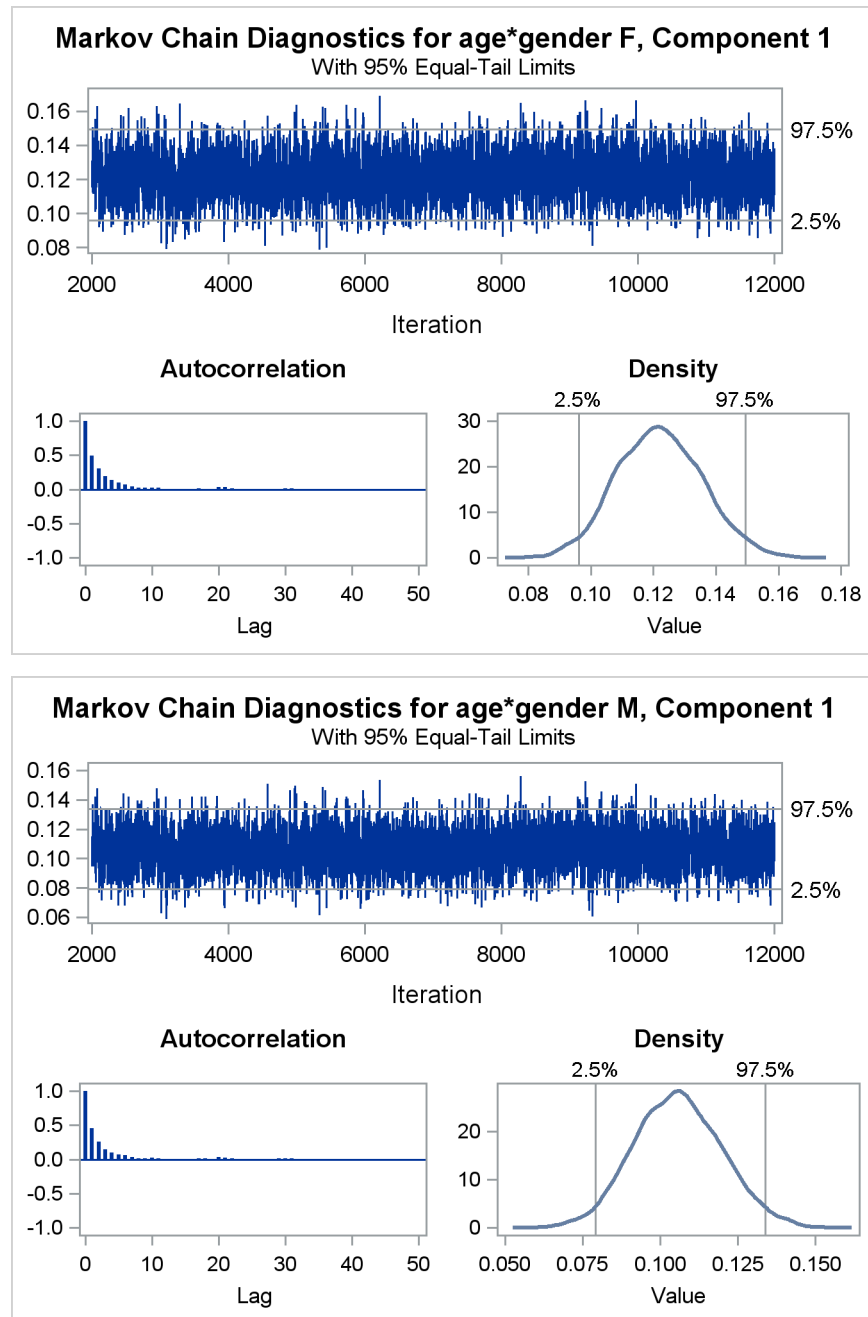 Markov Chain Diagnostics for age*gender F, Component 1
With 95% Equal-Tail Limits
0.16
0.14
0.12
0.10
0.08
97.5%
2.5%
2000 4000 6000 8000 10000 12000
Iteration
Autocorrelation
1.0
0.5
0.0
-0.5
-1.0
0 10 20 30 40 50
Lag
Density
2.5% 97.5%
30
20
10
0
0.08 0.10 0.12 0.14 0.16 0.18
Value
Markov Chain Diagnostics for age*gender M, Component 1
With 95% Equal-Tail Limits
0.16
0.14
0.12
0.10
0.08
0.06
97.5%
2.5%
2000 4000 6000 8000 10000 12000
Iteration
Autocorrelation
1.0
0.5
0.0
-0.5
-1.0
0 10 20 30 40 50
Lag
Density
2.5% 97.5%
20
10
0
0.050 0.075 0.100 0.125 0.150
Value